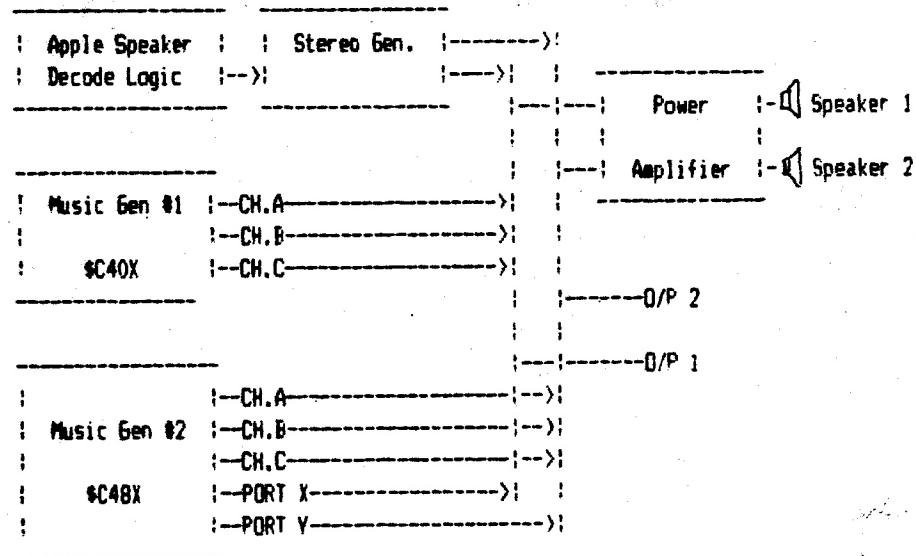 Apple Speaker Stereo Gen.
Decode Logic
Power Speaker 1
Amplifier Speaker 2
Music Gen #1 CH.A
CH.B
$C40X CH.C
O/P 2
O/P 1
CH.A
Music Gen #2 CH.B
CH.C
$C48X PORT X
PORT Y